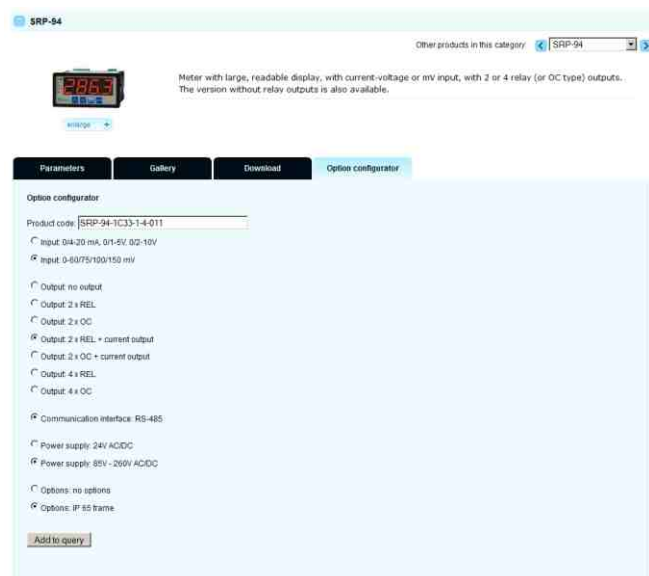 SRP-94
Other products in this category: SRP-94
2863
Meter with large, readable display, with current-voltage or mV input, with 2 or 4 relay (or OC type) outputs.
The version without relay outputs is also available.
enlarge +
Parameters Gallery Download Option configurator
Option configurator
Product code: SRP-94-1C33-1-4-011
Input: 0/4-20 mA, 0/1-5V, 0/2-10V
Input: 0-60/75/100/150 mV
Output: no output
Output: 2 x REL
Output: 2 x OC
Output: 2 x REL + current output
Output: 2 x OC + current output
Output: 4 x REL
Output: 4 x OC
Communication interface: RS-485
Power supply: 24V AC/DC
Power supply: 85V - 260V AC/DC
Options: no options
Options: IP 65 frame
Add to query